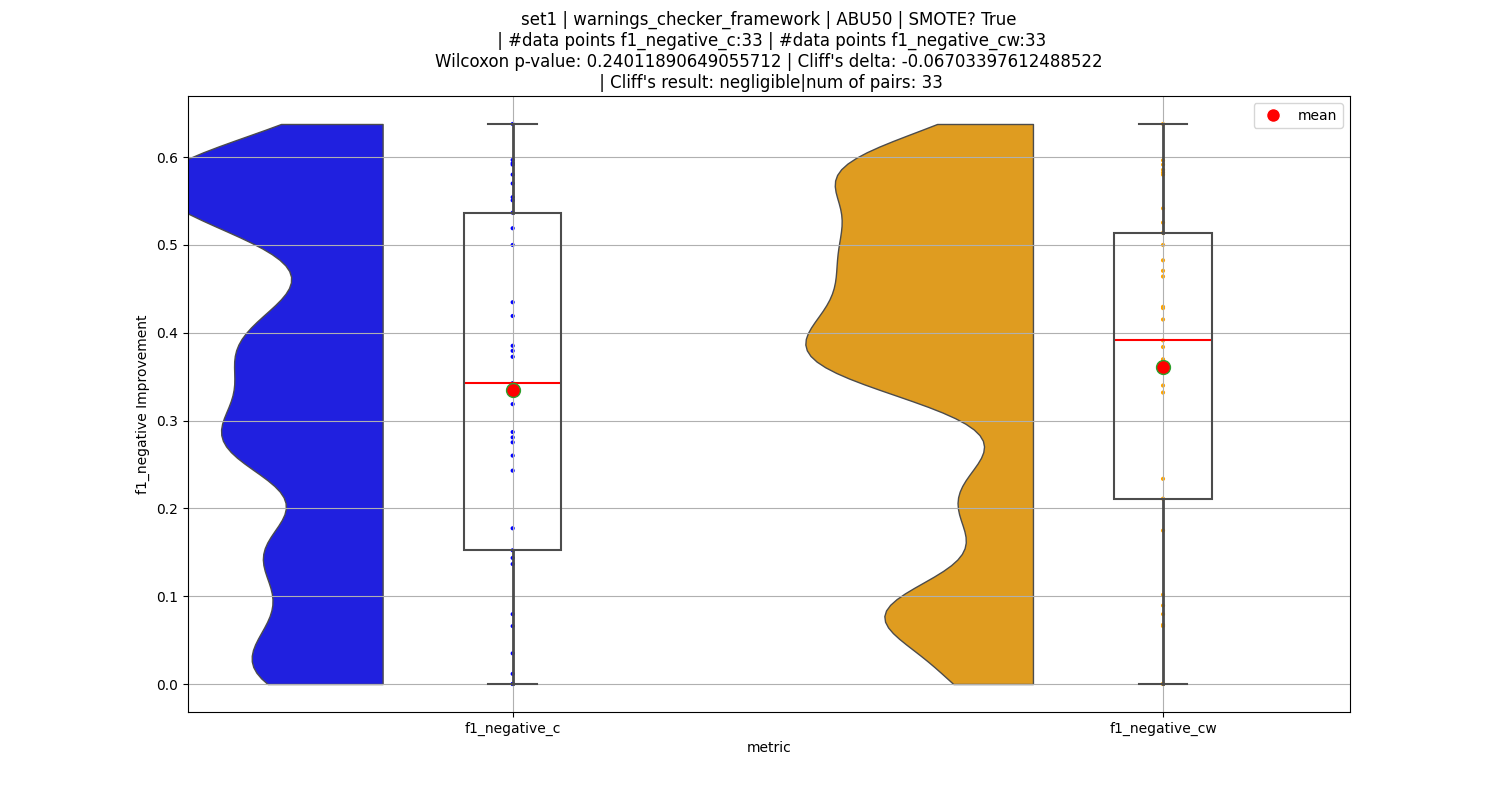 set1 | warnings_checker_framework | ABU50 | SMOTE? True
| #data points f1_negative_c:33 | #data points f1_negative_cw:33
Wilcoxon p-value: 0.24011890649055712 | Cliff's delta: -0.06703397612488522
| Cliff's result: negligible|num of pairs: 33
mean
0.6
0.5
0.4
0.3
0.2
0.1
0.0
f1_negative Improvement
f1_negative_c
f1_negative_cw
metric